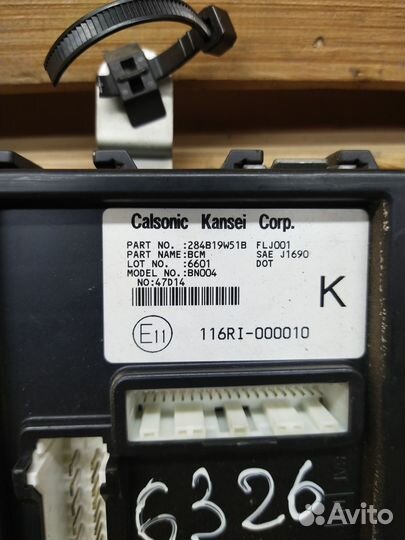 Calsonic Kansei Corp.
PART NO. :284B19W51B FLJ001
PART NAME:BCM SAE J1690
LOT NO. :6601 DOT
MODEL NO.:BN004
NO:47D14
K
E11 116RI-000010
6326
Avito